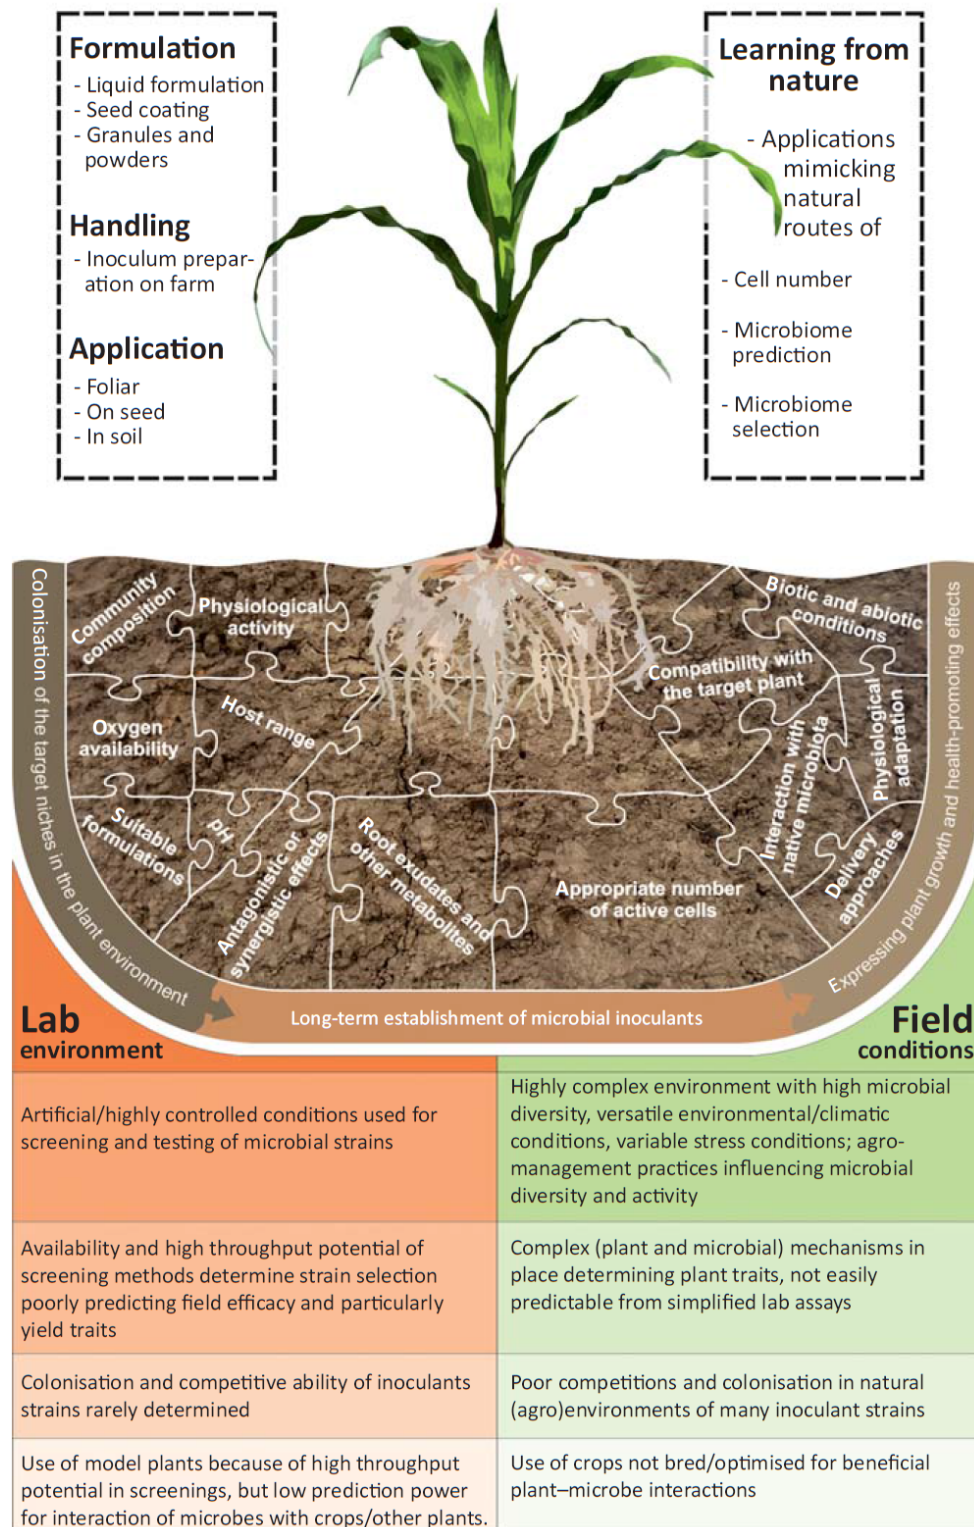 Formulation
- Liquid formulation
- Seed coating
- Granules and
powders
Handling
- Inoculum prepar-
ation on farm
Application
- Foliar
- On seed
- In soil
Learning from
nature
- Applications
mimicking
natural
routes of
- Cell number
- Microbiome
prediction
- Microbiome
selection
Colonisation of the target niches in the plant environment
Community
composition
Physiological
activity
Biotic and abiotic
conditions
Compatibility with
the target plant
Oxygen
availability
Host range
Interaction with
native microbiota
Physiological
adaptation
Suitable
formulations
pH
Antagonistic or
synergistic effects
Root exudates and
other metabolites
Appropriate number
of active cells
Delivery
approaches
Expressing plant growth and health-promoting effects
Long-term establishment of microbial inoculants
Lab
environment
Field
conditions
Artificial/highly controlled conditions used for
screening and testing of microbial strains
Highly complex environment with high microbial
diversity, versatile environmental/climatic
conditions, variable stress conditions; agro-
management practices influencing microbial
diversity and activity
Availability and high throughput potential of
screening methods determine strain selection
poorly predicting field efficacy and particularly
yield traits
Complex (plant and microbial) mechanisms in
place determining plant traits, not easily
predictable from simplified lab assays
Colonisation and competitive ability of inoculants
strains rarely determined
Poor competitions and colonisation in natural
(agro)environments of many inoculant strains
Use of model plants because of high throughput
potential in screenings, but low prediction power
for interaction of microbes with crops/other plants.
Use of crops not bred/optimised for beneficial
plant–microbe interactions